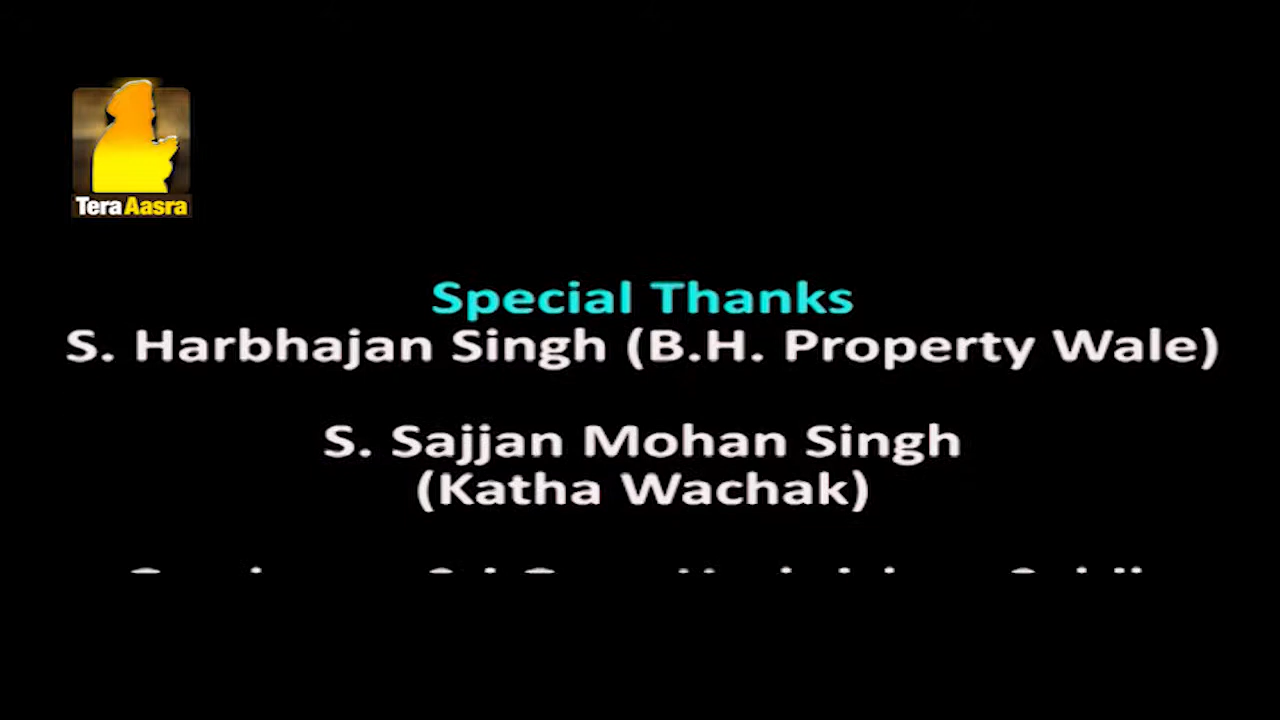 Tera Aasra
Special Thanks
S. Harbhajan Singh (B.H. Property Wale)
S. Sajjan Mohan Singh
(Katha Wachak)